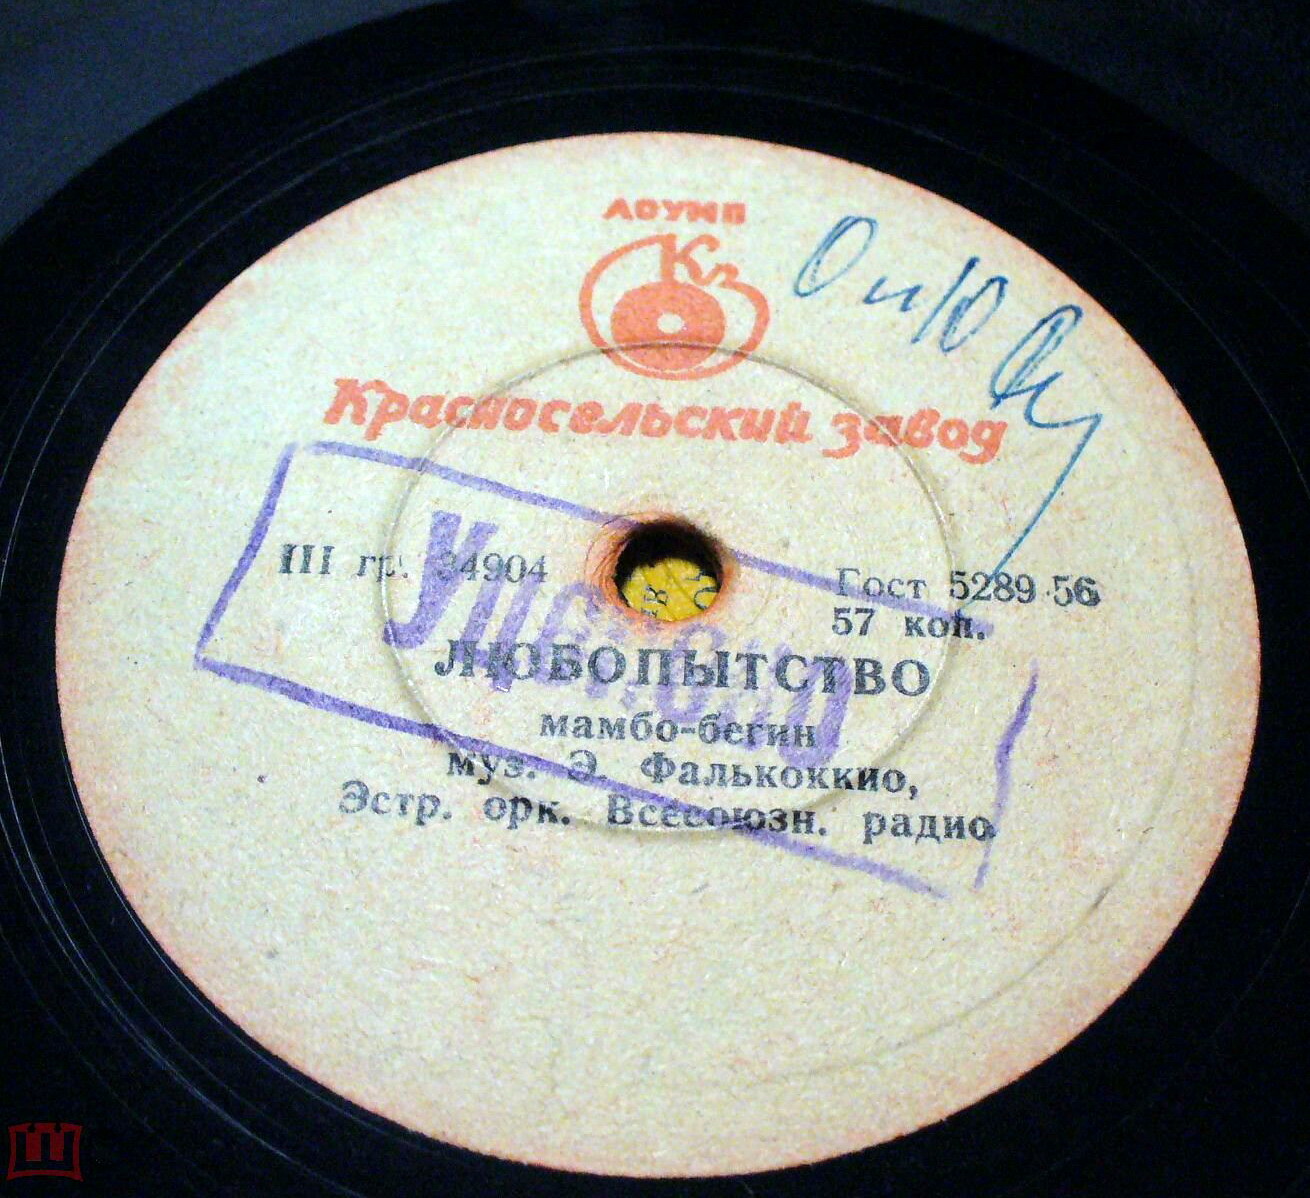 ЛОУМП
Кз
Красносельский завод
III гр. 34904
Гост 5289-56
57 коп.
Уценено
ЛЮБОПЫТСТВО
мамбо-бегин
муз. Э. Фалькоккио,
Эстр. орк. Всесоюзн. радио